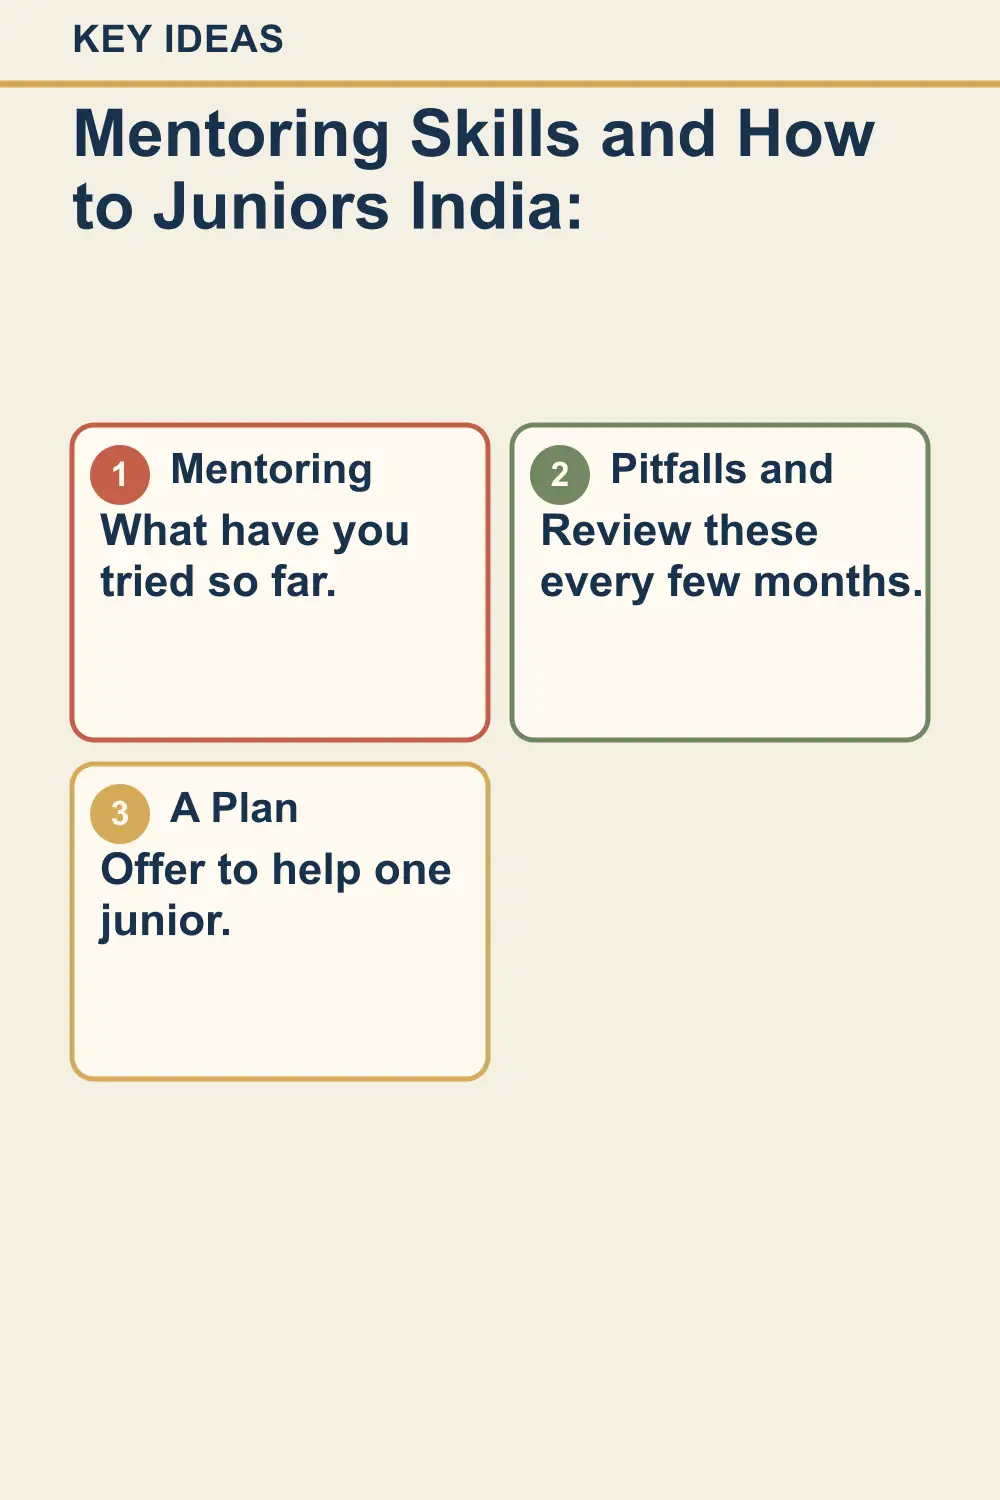 KEY IDEAS
Mentoring Skills and How
to Juniors India:
1 Mentoring
What have you
tried so far.
2 Pitfalls and
Review these
every few months.
3 A Plan
Offer to help one
junior.